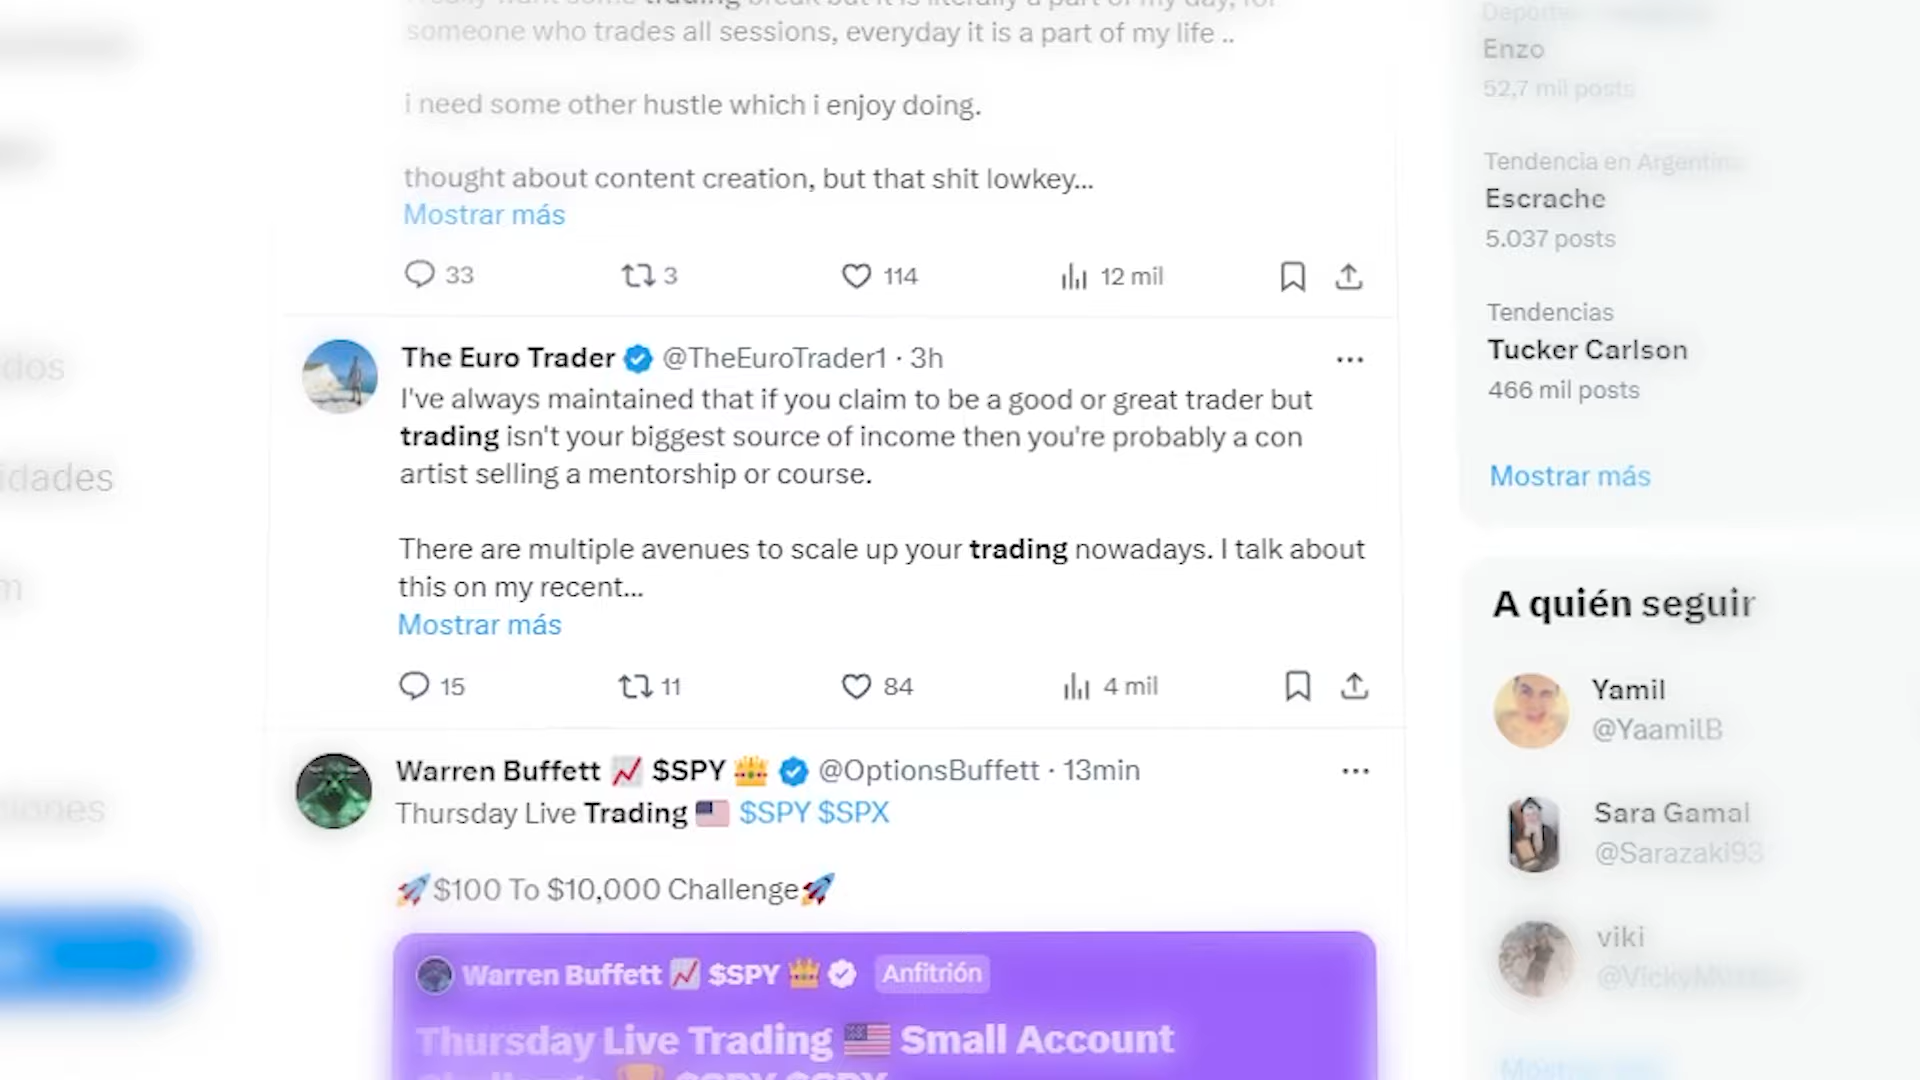 someone who trades all sessions, everyday it is a part of my life ..
i need some other hustle which i enjoy doing.
thought about content creation, but that shit lowkey...
Mostrar más
33 3 114 12 mil
The Euro Trader @TheEuroTrader1 · 3h
I've always maintained that if you claim to be a good or great trader but
trading isn't your biggest source of income then you're probably a con
artist selling a mentorship or course.
There are multiple avenues to scale up your trading nowadays. I talk about
this on my recent...
Mostrar más
15 11 84 4 mil
Warren Buffett 📈 $SPY 👑 @OptionsBuffett · 13min
Thursday Live Trading 🇺🇸 $SPY $SPX
🚀$100 To $10,000 Challenge🚀
Warren Buffett 📈 $SPY 👑 Anfitrión
Thursday Live Trading 🇺🇸 Small Account
Enzo
52,7 mil posts
Tendencia en Argentina
Escrache
5.037 posts
Tendencias
Tucker Carlson
466 mil posts
Mostrar más
A quién seguir
Yamil
@YaamilB
Sara Gamal
@Sarazaki93
viki